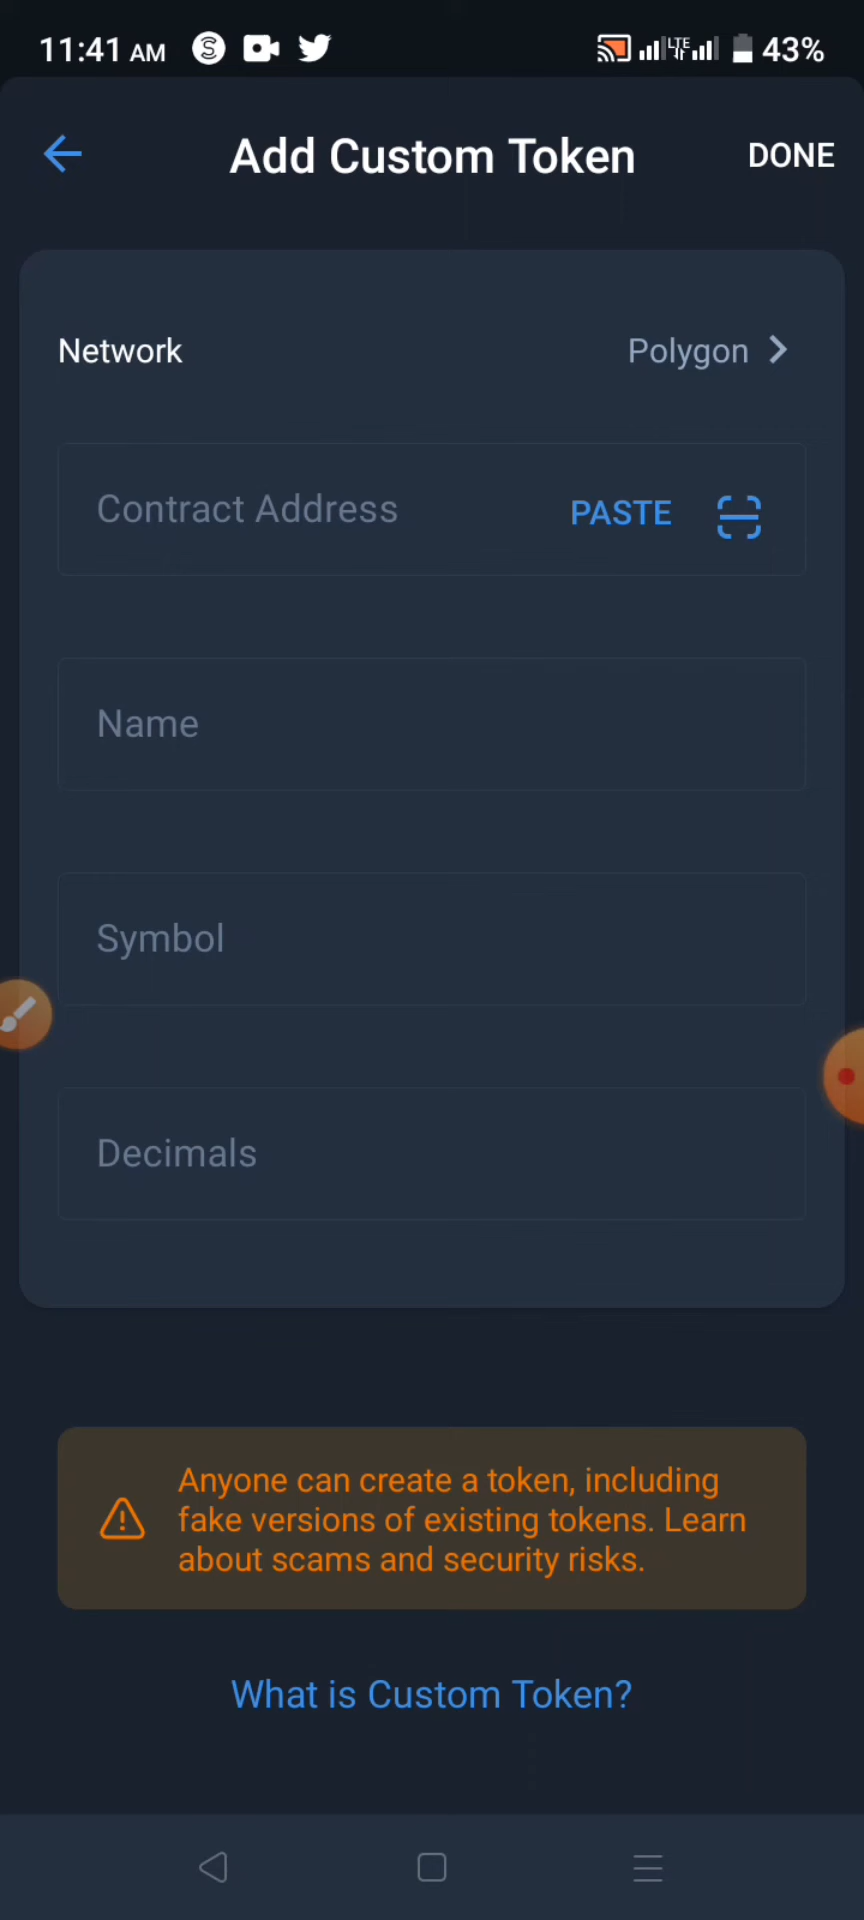 11:41 AM LTE 43%
Add Custom Token DONE
Network Polygon
Contract Address PASTE
Name
Symbol
Decimals
Anyone can create a token, including
fake versions of existing tokens. Learn
about scams and security risks.
What is Custom Token?